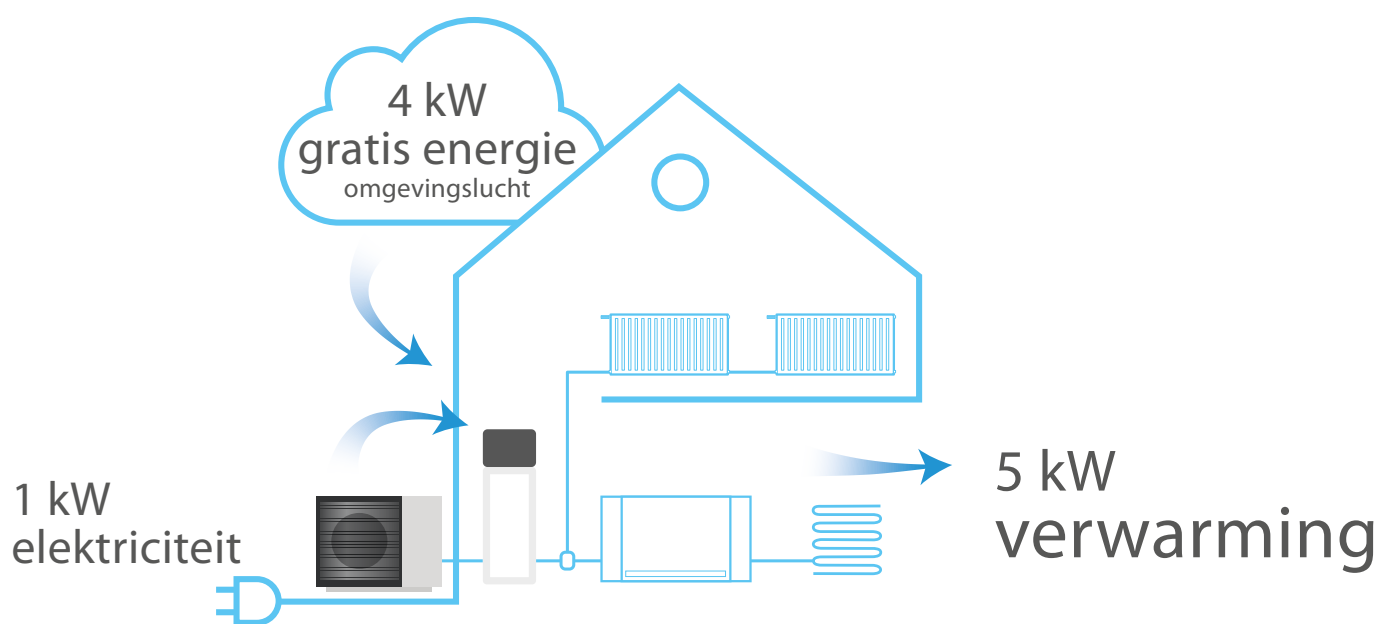 4 kW
gratis energie
omgevingslucht
1 kW
elektriciteit
5 kW
verwarming